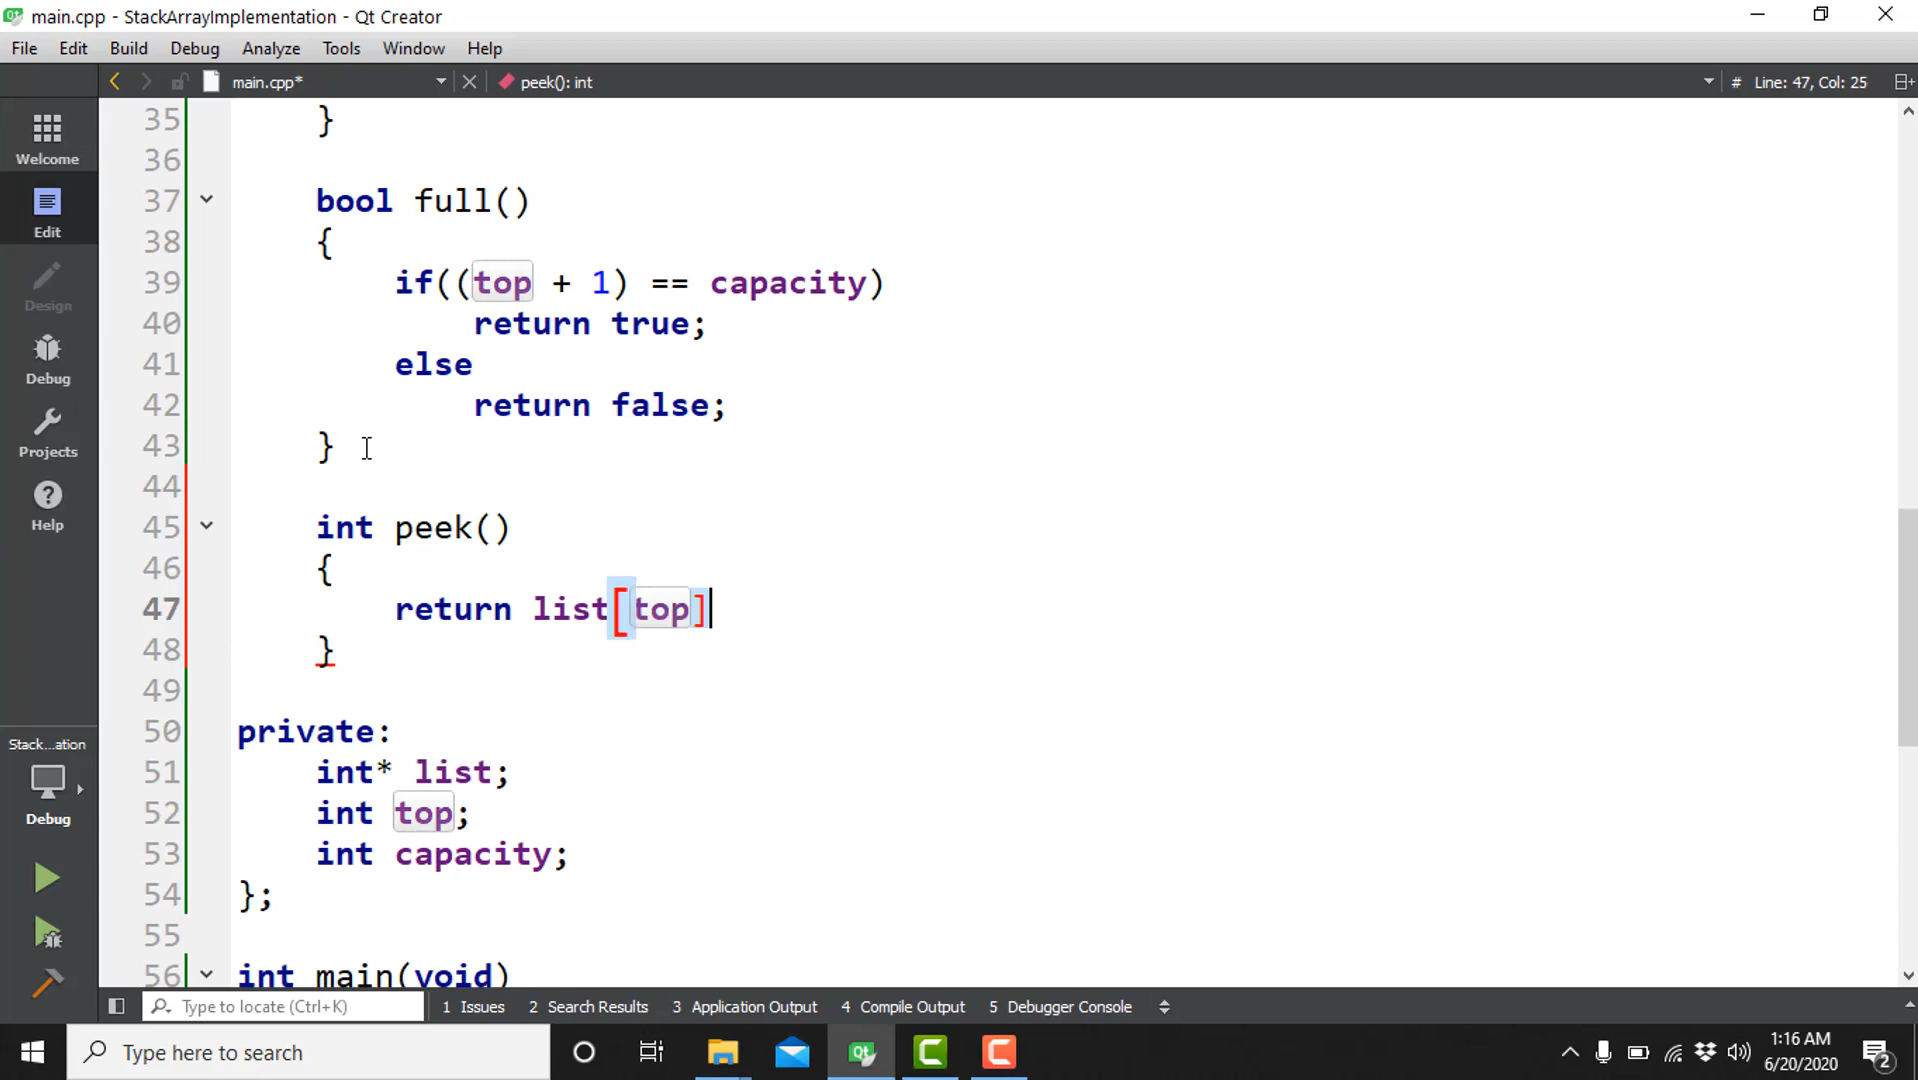 main.cpp - StackArrayImplementation - Qt Creator
File Edit Build Debug Analyze Tools Window Help
main.cpp* peek(): int # Line: 47, Col: 25
Welcome
Edit
Design
Debug
Projects
Help
Stack...ation
Debug
35 }
36
37 bool full()
38 {
39 if((top + 1) == capacity)
40 return true;
41 else
42 return false;
43 }
44
45 int peek()
46 {
47 return list[top]
48 }
49
50 private:
51 int* list;
52 int top;
53 int capacity;
54 };
55
56 int main(void)
Type to locate (Ctrl+K) 1 Issues 2 Search Results 3 Application Output 4 Compile Output 5 Debugger Console
Type here to search
1:16 AM
6/20/2020
2